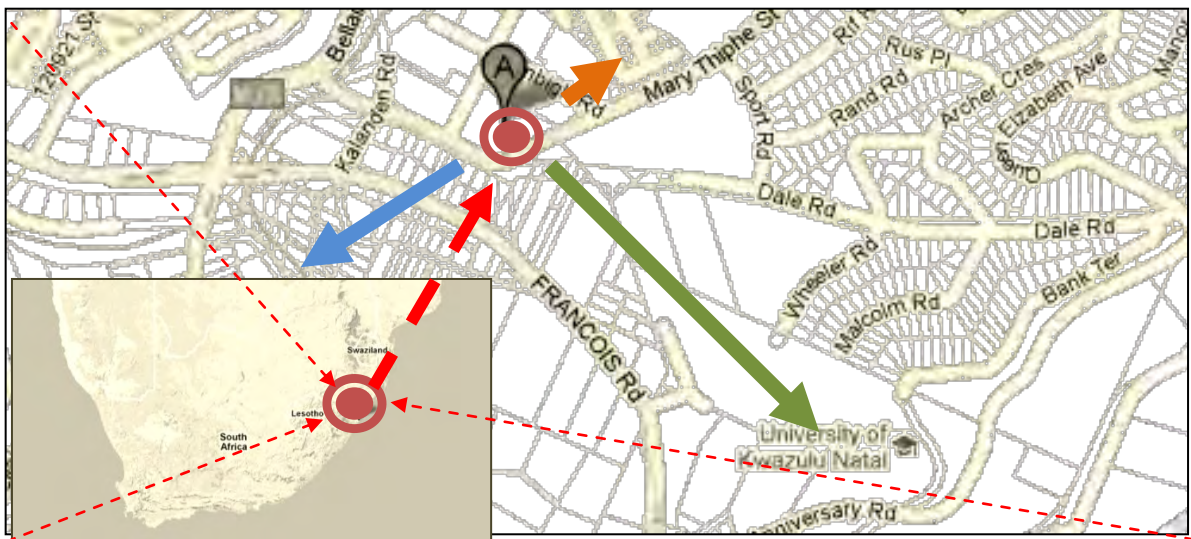 Kalanden Rd
A
Mary Thiphe St
Sport Rd
Rif Rd
Rus Pl
Rand Rd
Archer Cres
Elizabeth Ave
Queen
Dale Rd
Dale Rd
Wheeler Rd
Malcolm Rd
Bank Ter
FRANCOIS Rd
University of
Kwazulu Natal
Anniversary Rd
Swaziland
Lesotho
South
Africa